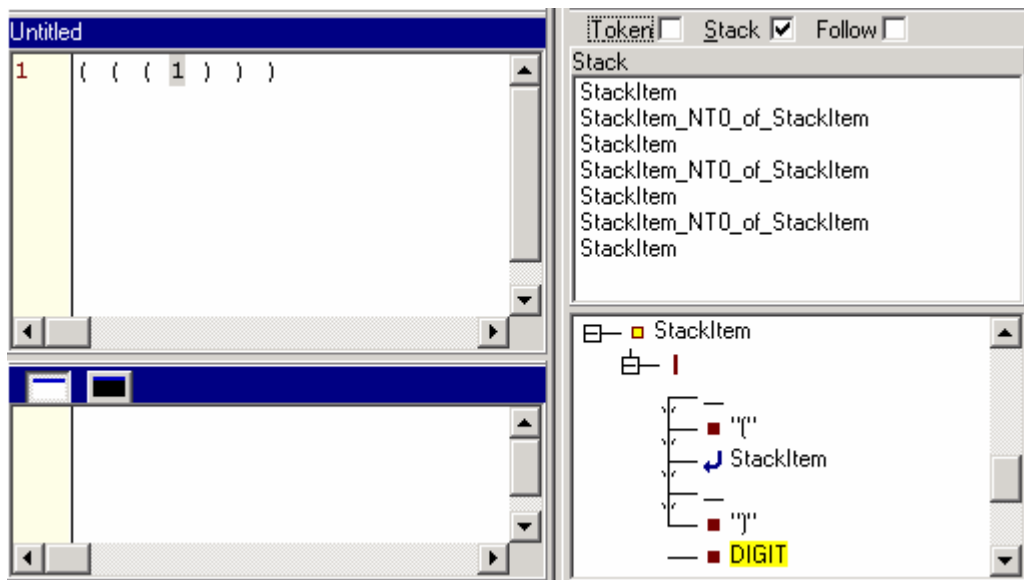 Untitled
1 ( ( ( 1 ) ) )
Token Stack Follow
Stack
StackItem
StackItem_NT0_of_StackItem
StackItem
StackItem_NT0_of_StackItem
StackItem
StackItem_NT0_of_StackItem
StackItem
StackItem
"("
StackItem
")"
DIGIT